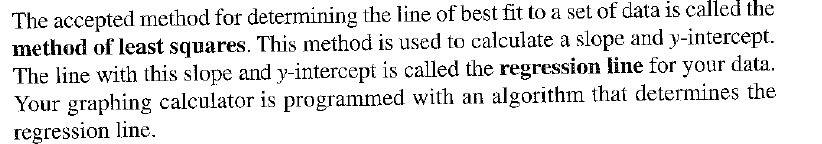 The accepted method for determining the line of best fit to a set of data is called the
method of least squares. This method is used to calculate a slope and y-intercept.
The line with this slope and y-intercept is called the regression line for your data.
Your graphing calculator is programmed with an algorithm that determines the
regression line.